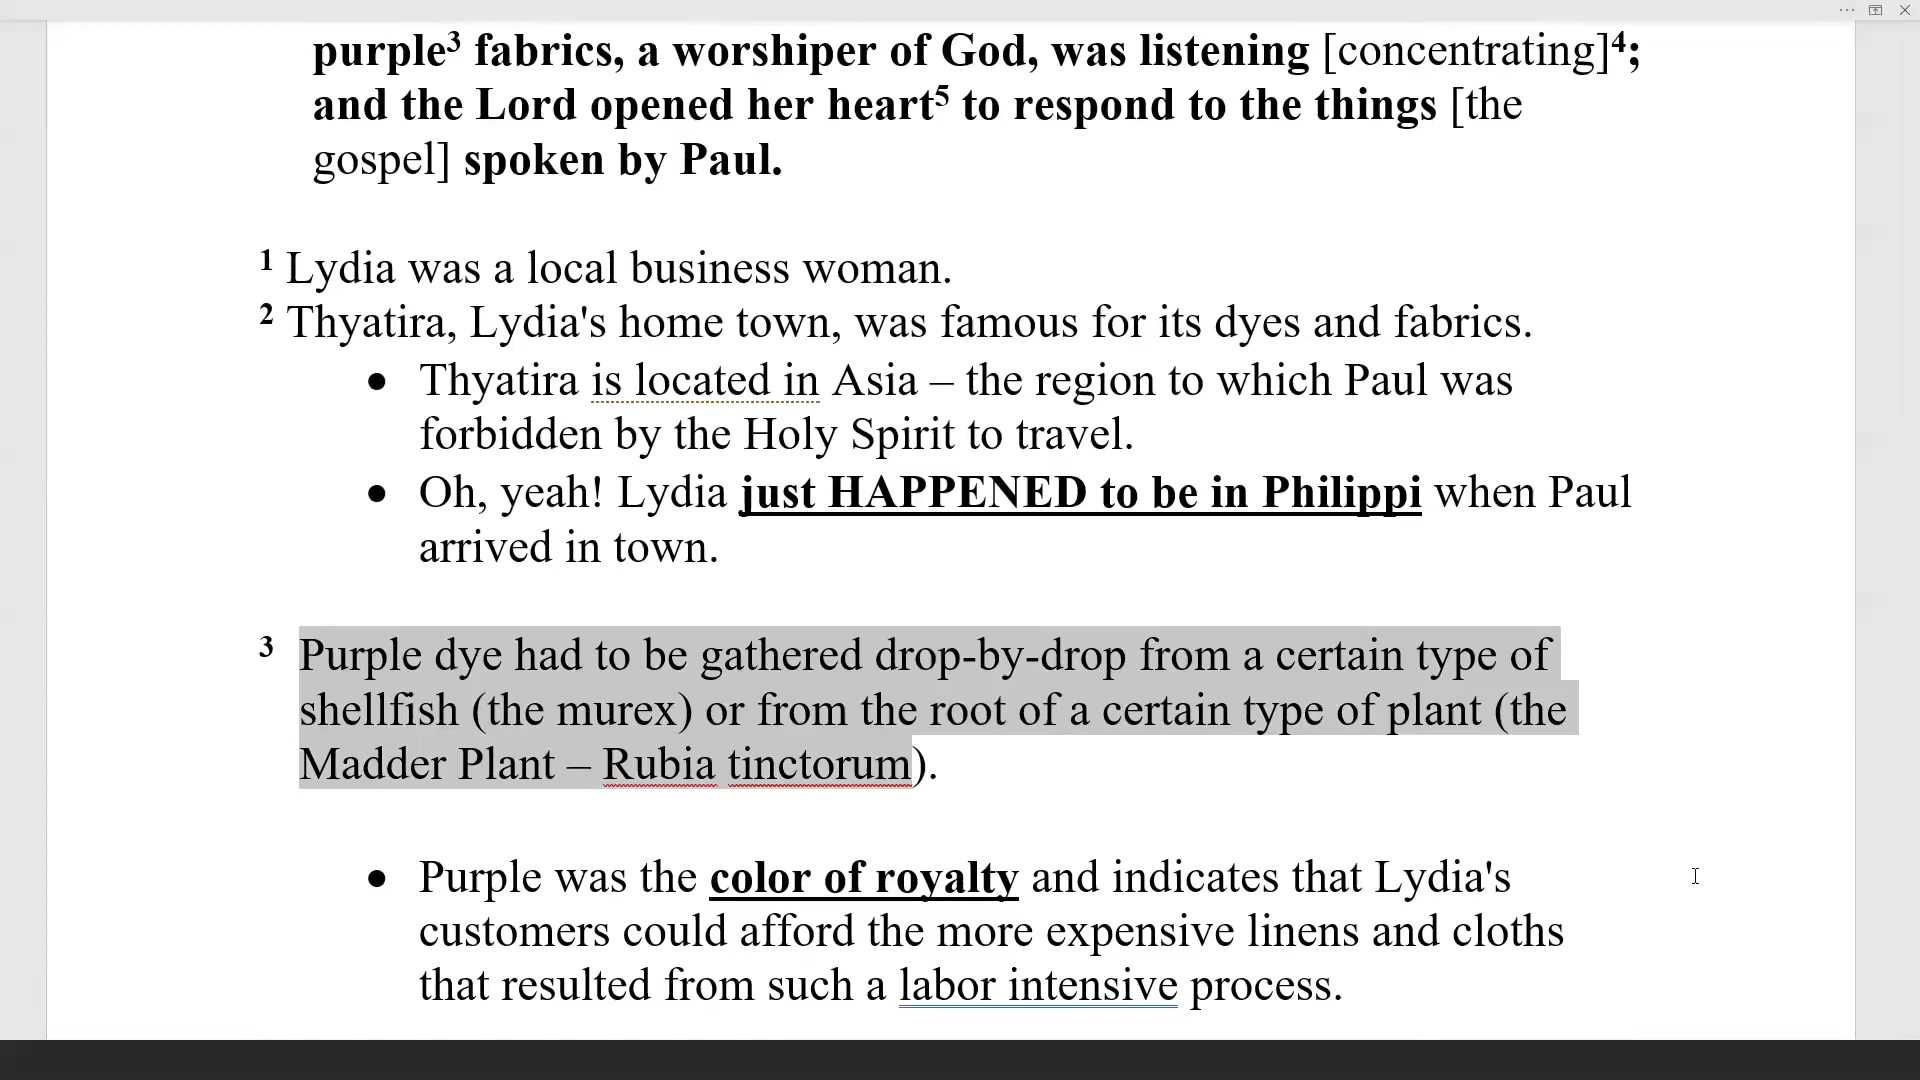 purple³ fabrics, a worshiper of God, was listening [concentrating]⁴;
and the Lord opened her heart⁵ to respond to the things [the
gospel] spoken by Paul.
¹ Lydia was a local business woman.
² Thyatira, Lydia's home town, was famous for its dyes and fabrics.
• Thyatira is located in Asia – the region to which Paul was
forbidden by the Holy Spirit to travel.
• Oh, yeah! Lydia just HAPPENED to be in Philippi when Paul
arrived in town.
³ Purple dye had to be gathered drop-by-drop from a certain type of
shellfish (the murex) or from the root of a certain type of plant (the
Madder Plant – Rubia tinctorum).
• Purple was the color of royalty and indicates that Lydia's
customers could afford the more expensive linens and cloths
that resulted from such a labor intensive process.